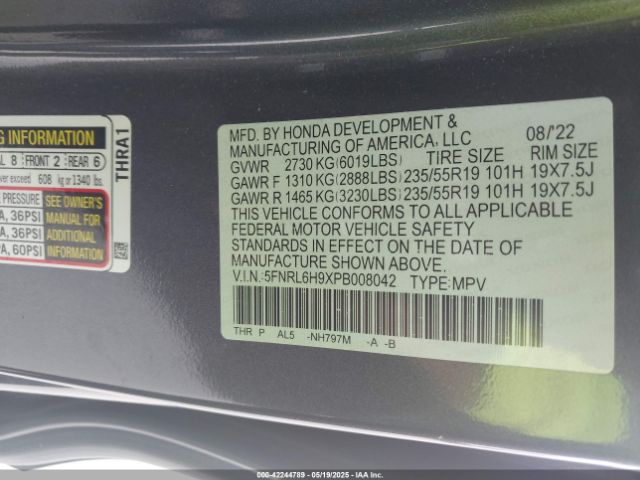 G INFORMATION
AL 8 FRONT 2 REAR 6
ver exceed 608 kg or 1340 lbs.
PRESSURE
A, 36PSI
A, 36PSI
PA, 60PSI
SEE OWNER'S
MANUAL FOR
ADDITIONAL
INFORMATION
THRA1
MFD. BY HONDA DEVELOPMENT & 08/'22
MANUFACTURING OF AMERICA, LLC
GVWR 2730 KG(6019LBS) TIRE SIZE RIM SIZE
GAWR F 1310 KG(2888LBS) 235/55R19 101H 19X7.5J
GAWR R 1465 KG(3230LBS) 235/55R19 101H 19X7.5J
THIS VEHICLE CONFORMS TO ALL APPLICABLE
FEDERAL MOTOR VEHICLE SAFETY
STANDARDS IN EFFECT ON THE DATE OF
MANUFACTURE SHOWN ABOVE.
V.I.N.:5FNRL6H9XPB008042 TYPE:MPV
THR P AL5 -NH797M -A -B
000-42244789 - 05/19/2025 - IAAI, Inc.